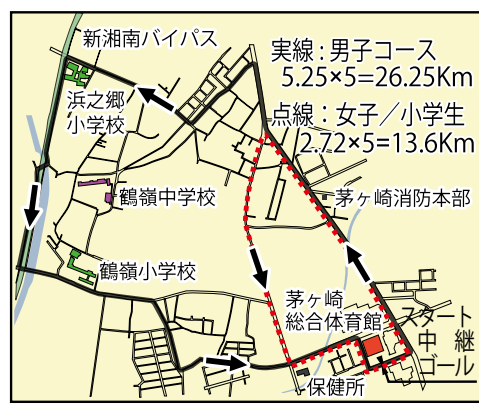 新湘南バイパス
実線：男子コース
5.25×5=26.25Km
点線：女子／小学生
2.72×5=13.6Km
浜之郷
小学校
鶴嶺中学校
茅ヶ崎消防本部
鶴嶺小学校
茅ヶ崎
総合体育館
スタート
中継
ゴール
保健所